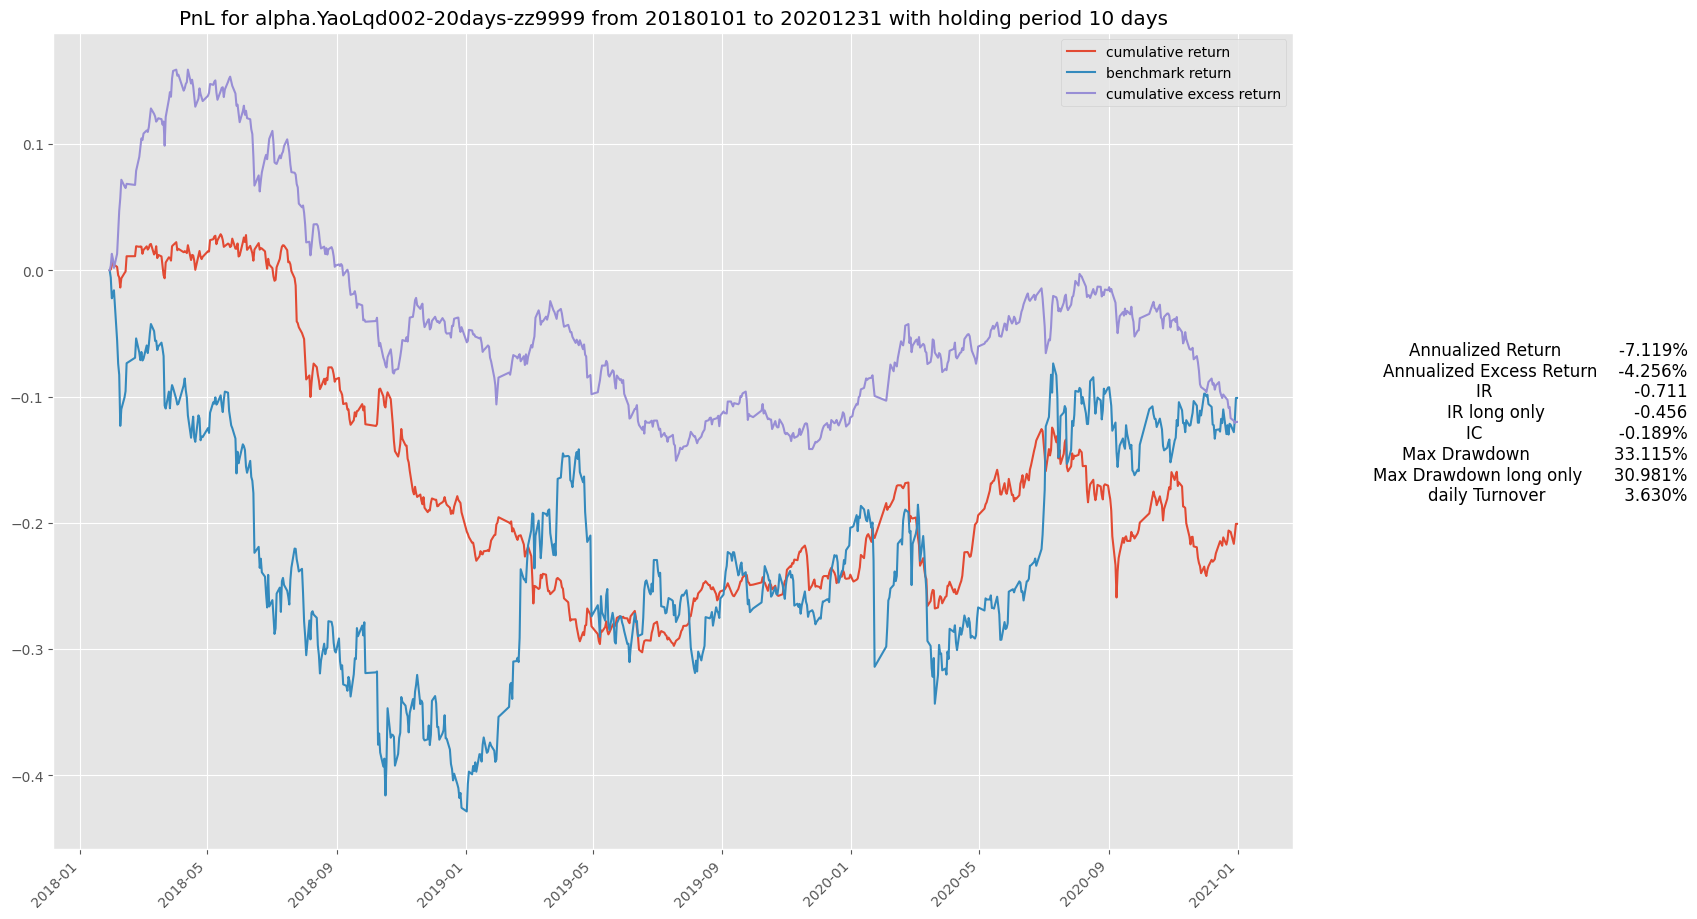 PnL for alpha.YaoLqd002-20days-zz9999 from 20180101 to 20201231 with holding period 10 days
cumulative return
benchmark return
cumulative excess return
0.1
0.0
−0.1
−0.2
−0.3
−0.4
2018-01
2018-05
2018-09
2019-01
2019-05
2019-09
2020-01
2020-05
2020-09
2021-01
Annualized Return -7.119%
Annualized Excess Return -4.256%
IR -0.711
IR long only -0.456
IC -0.189%
Max Drawdown 33.115%
Max Drawdown long only 30.981%
daily Turnover 3.630%